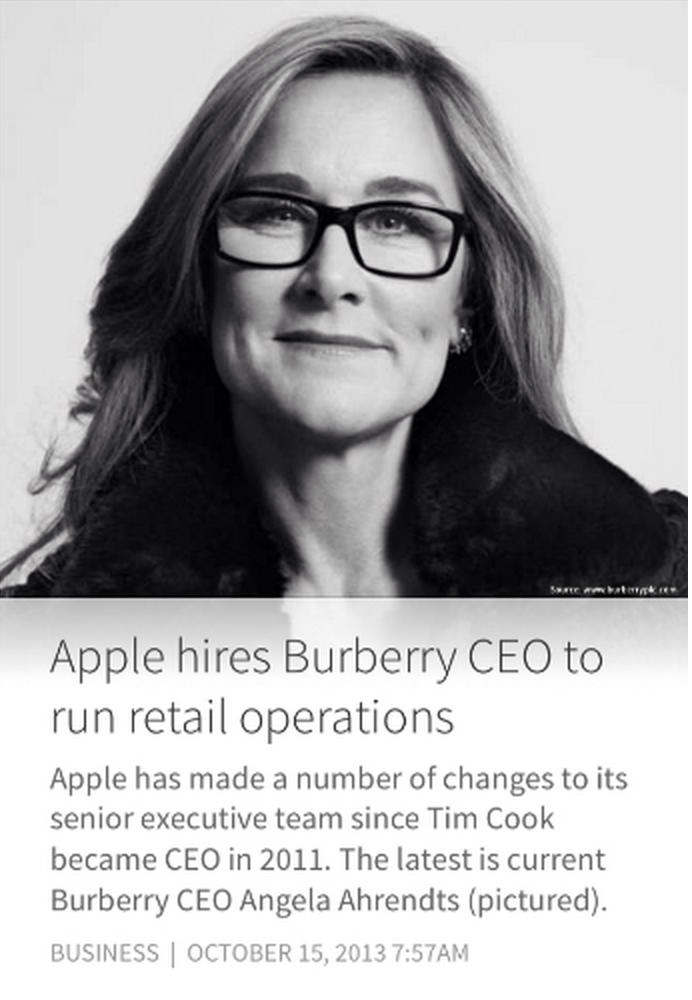 Source: www.burberryplc.com
Apple hires Burberry CEO to
run retail operations
Apple has made a number of changes to its
senior executive team since Tim Cook
became CEO in 2011. The latest is current
Burberry CEO Angela Ahrendts (pictured).
BUSINESS | OCTOBER 15, 2013 7:57AM